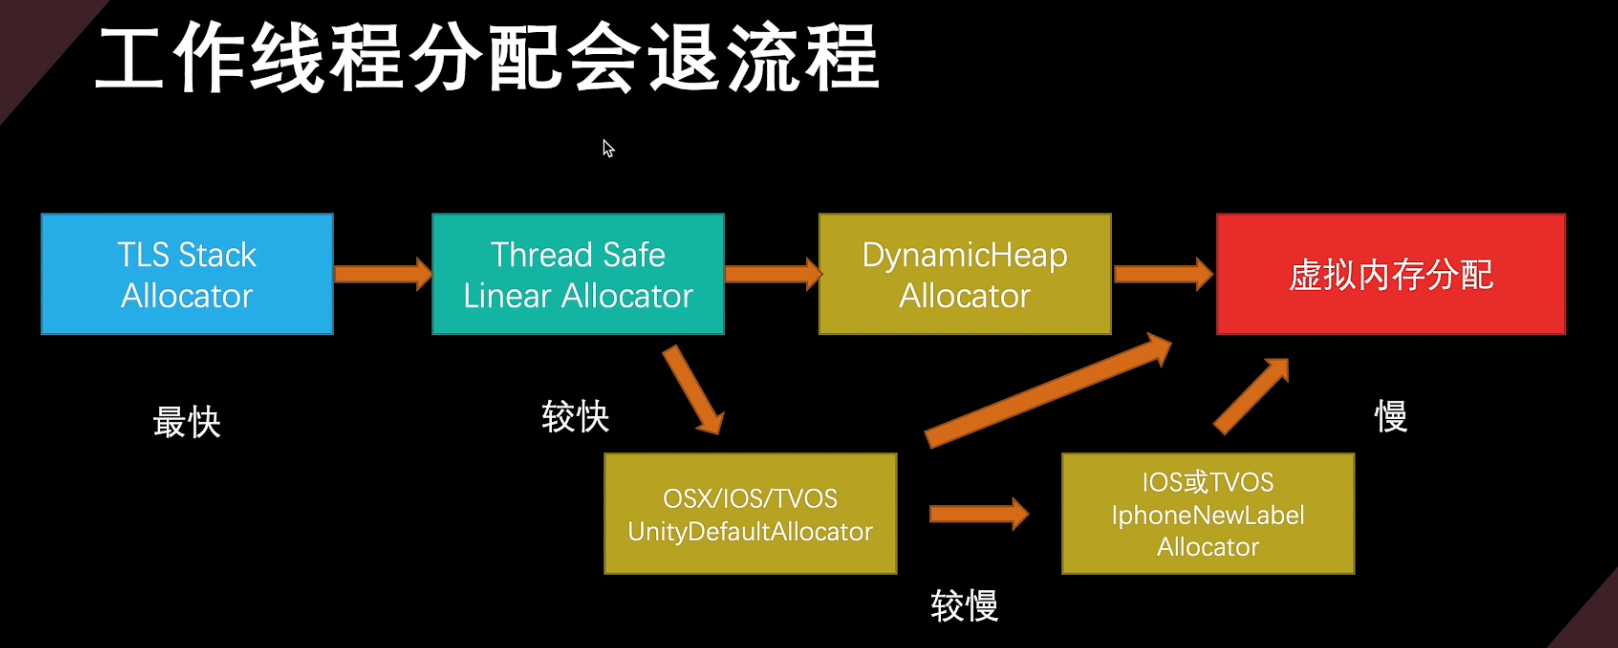 工作线程分配会退流程
TLS Stack
Allocator
Thread Safe
Linear Allocator
DynamicHeap
Allocator
虚拟内存分配
最快
较快
慢
OSX/IOS/TVOS
UnityDefaultAllocator
IOS或TVOS
IphoneNewLabel
Allocator
较慢